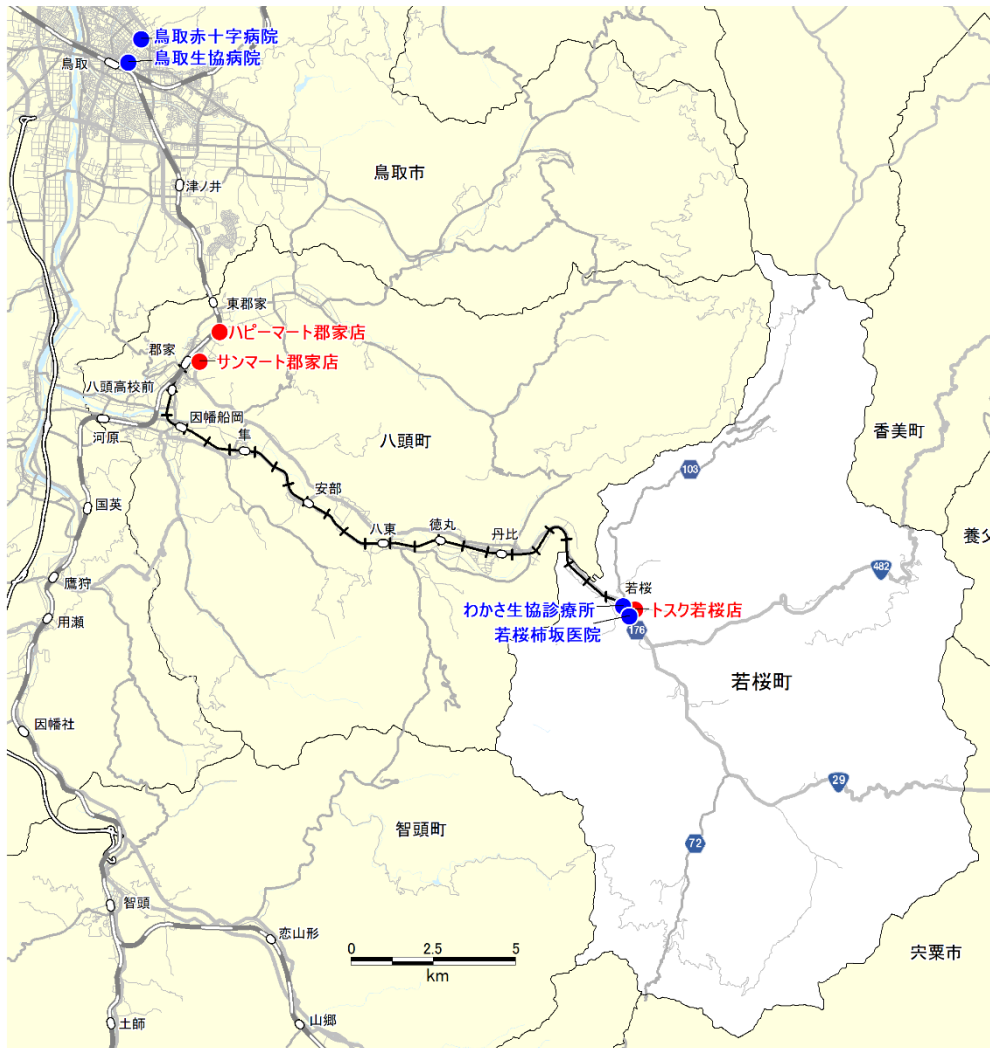 鳥取赤十字病院
鳥取生協病院
鳥取
鳥取市
津ノ井
東郡家
ハピーマート郡家店
郡家
サンマート郡家店
八頭高校前
因幡船岡
河原
隼
八頭町
香美町
103
国英
安部
八東
徳丸
丹比
養父
482
鷹狩
若桜
用瀬
わかさ生協診療所
トスク若桜店
若桜柿坂医院
176
若桜町
因幡社
29
智頭町
72
智頭
恋山形
0
2.5
5
km
宍粟市
土師
山郷